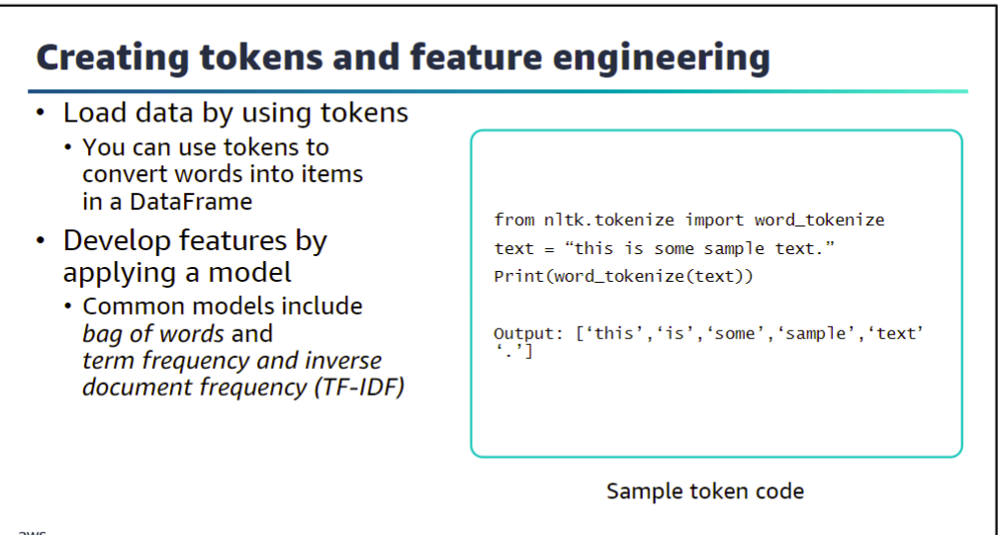 Creating tokens and feature engineering
• Load data by using tokens
• You can use tokens to
convert words into items
in a DataFrame
• Develop features by
applying a model
• Common models include
bag of words and
term frequency and inverse
document frequency (TF-IDF)
from nltk.tokenize import word_tokenize
text = “this is some sample text.”
Print(word_tokenize(text))
Output: [‘this’,‘is’,‘some’,‘sample’,‘text’
‘.’]
Sample token code
aws